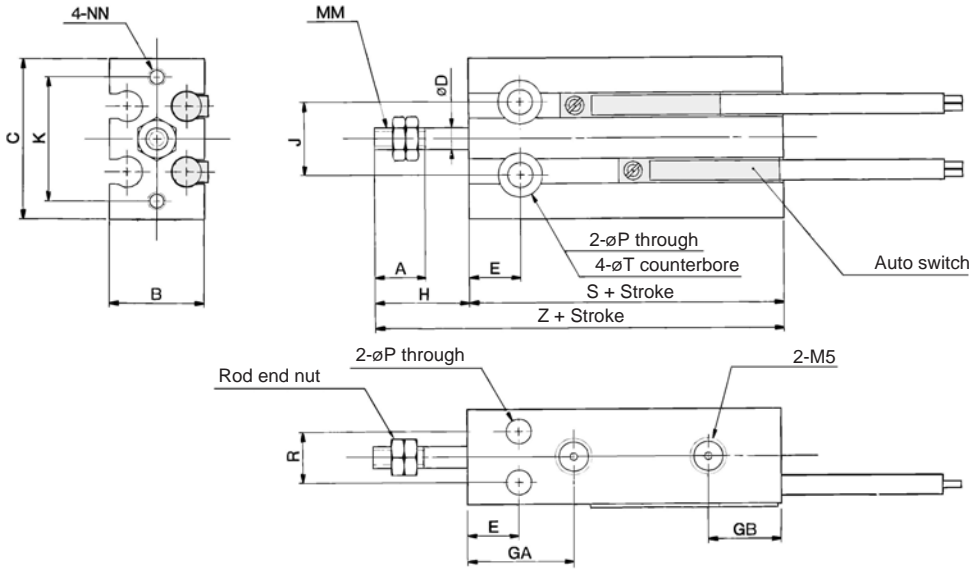 4-NN
MM
øD
C
K
J
B
A
E
H
2-øP through
4-øT counterbore
Auto switch
S + Stroke
Z + Stroke
2-øP through
2-M5
Rod end nut
R
E
GA
GB